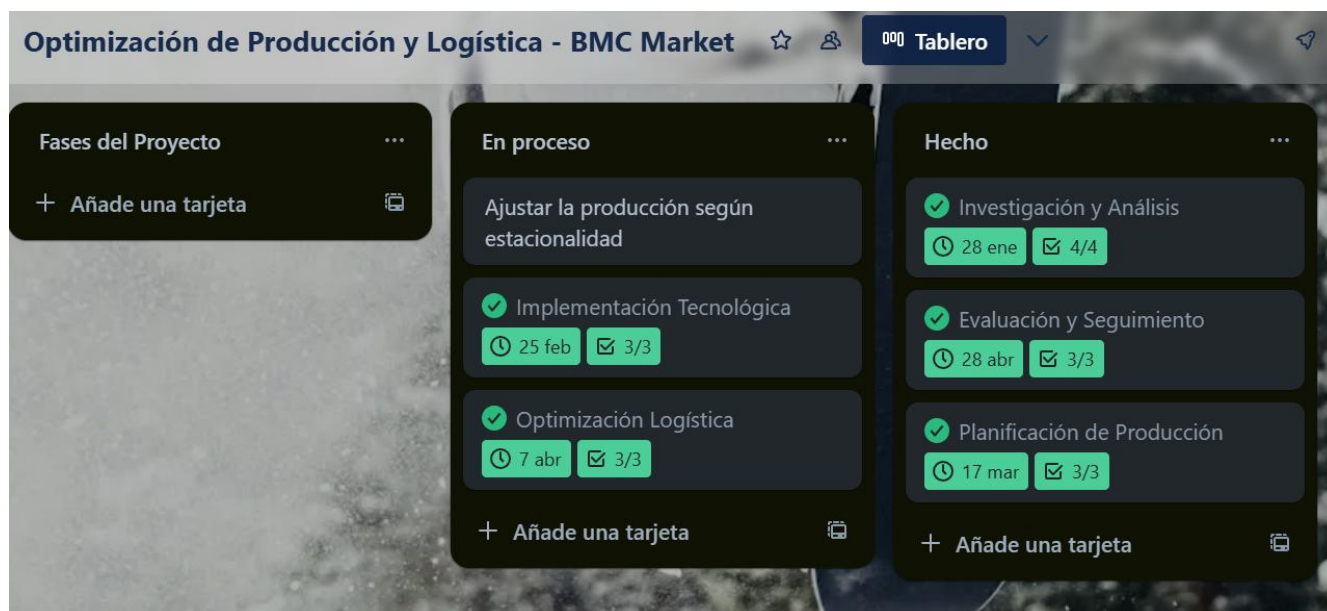 Optimización de Producción y Logística - BMC Market
Tablero
Fases del Proyecto
Añade una tarjeta
En proceso
Ajustar la producción según
estacionalidad
Implementación Tecnológica
25 feb 3/3
Optimización Logística
7 abr 3/3
Añade una tarjeta
Hecho
Investigación y Análisis
28 ene 4/4
Evaluación y Seguimiento
28 abr 3/3
Planificación de Producción
17 mar 3/3
Añade una tarjeta